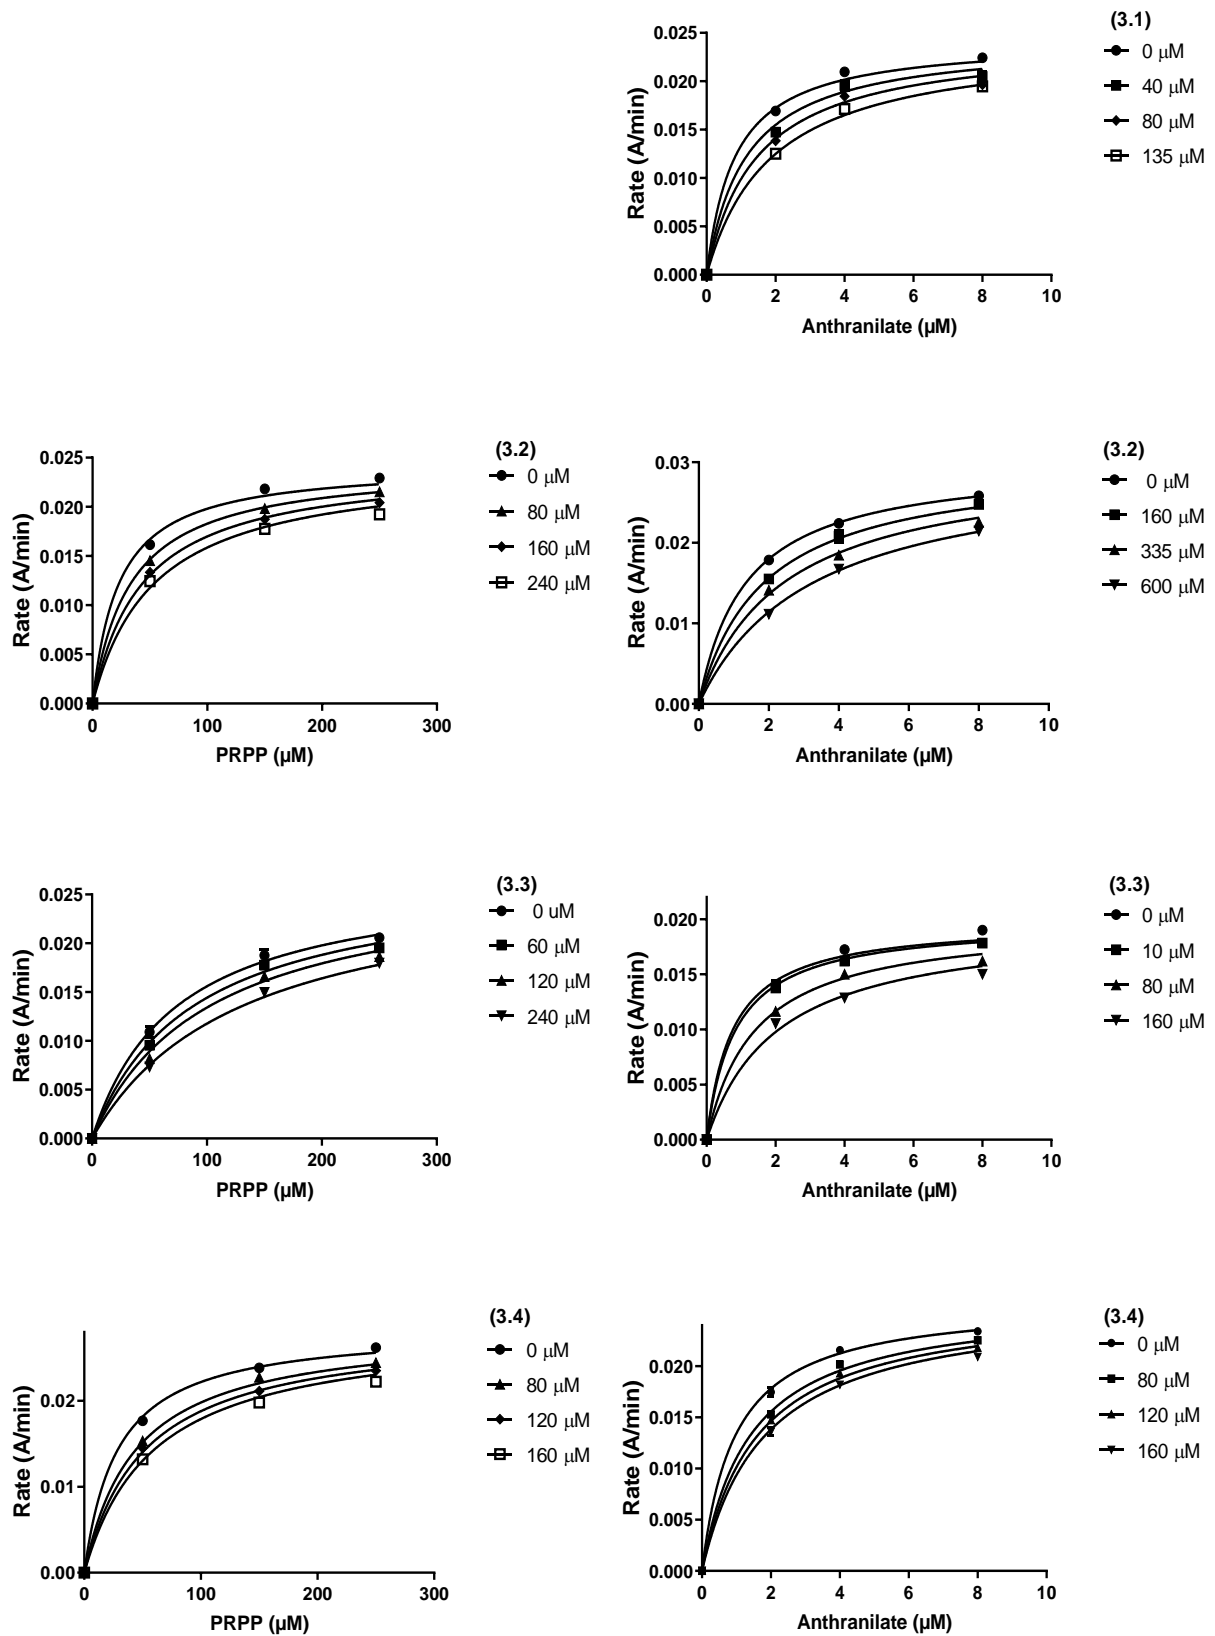 (3.1)
0 µM
40 µM
80 µM
135 µM
0.025
0.020
0.015
0.010
0.005
0.000
Rate (A/min)
0 2 4 6 8 10
Anthranilate (µM)
(3.2)
0 µM
80 µM
160 µM
240 µM
0.025
0.020
0.015
0.010
0.005
0.000
Rate (A/min)
0 100 200 300
PRPP (µM)
(3.2)
0 µM
160 µM
335 µM
600 µM
0.03
0.02
0.01
0.00
Rate (A/min)
0 2 4 6 8 10
Anthranilate (µM)
(3.3)
0 uM
60 µM
120 µM
240 µM
0.025
0.020
0.015
0.010
0.005
0.000
Rate (A/min)
0 100 200 300
PRPP (µM)
(3.3)
0 µM
10 µM
80 µM
160 µM
0.020
0.015
0.010
0.005
0.000
Rate (A/min)
0 2 4 6 8 10
Anthranilate (µM)
(3.4)
0 µM
80 µM
120 µM
160 µM
0.02
0.01
0.00
Rate (A/min)
0 100 200 300
PRPP (µM)
(3.4)
0 µM
80 µM
120 µM
160 µM
0.020
0.015
0.010
0.005
0.000
Rate (A/min)
0 2 4 6 8 10
Anthranilate (µM)